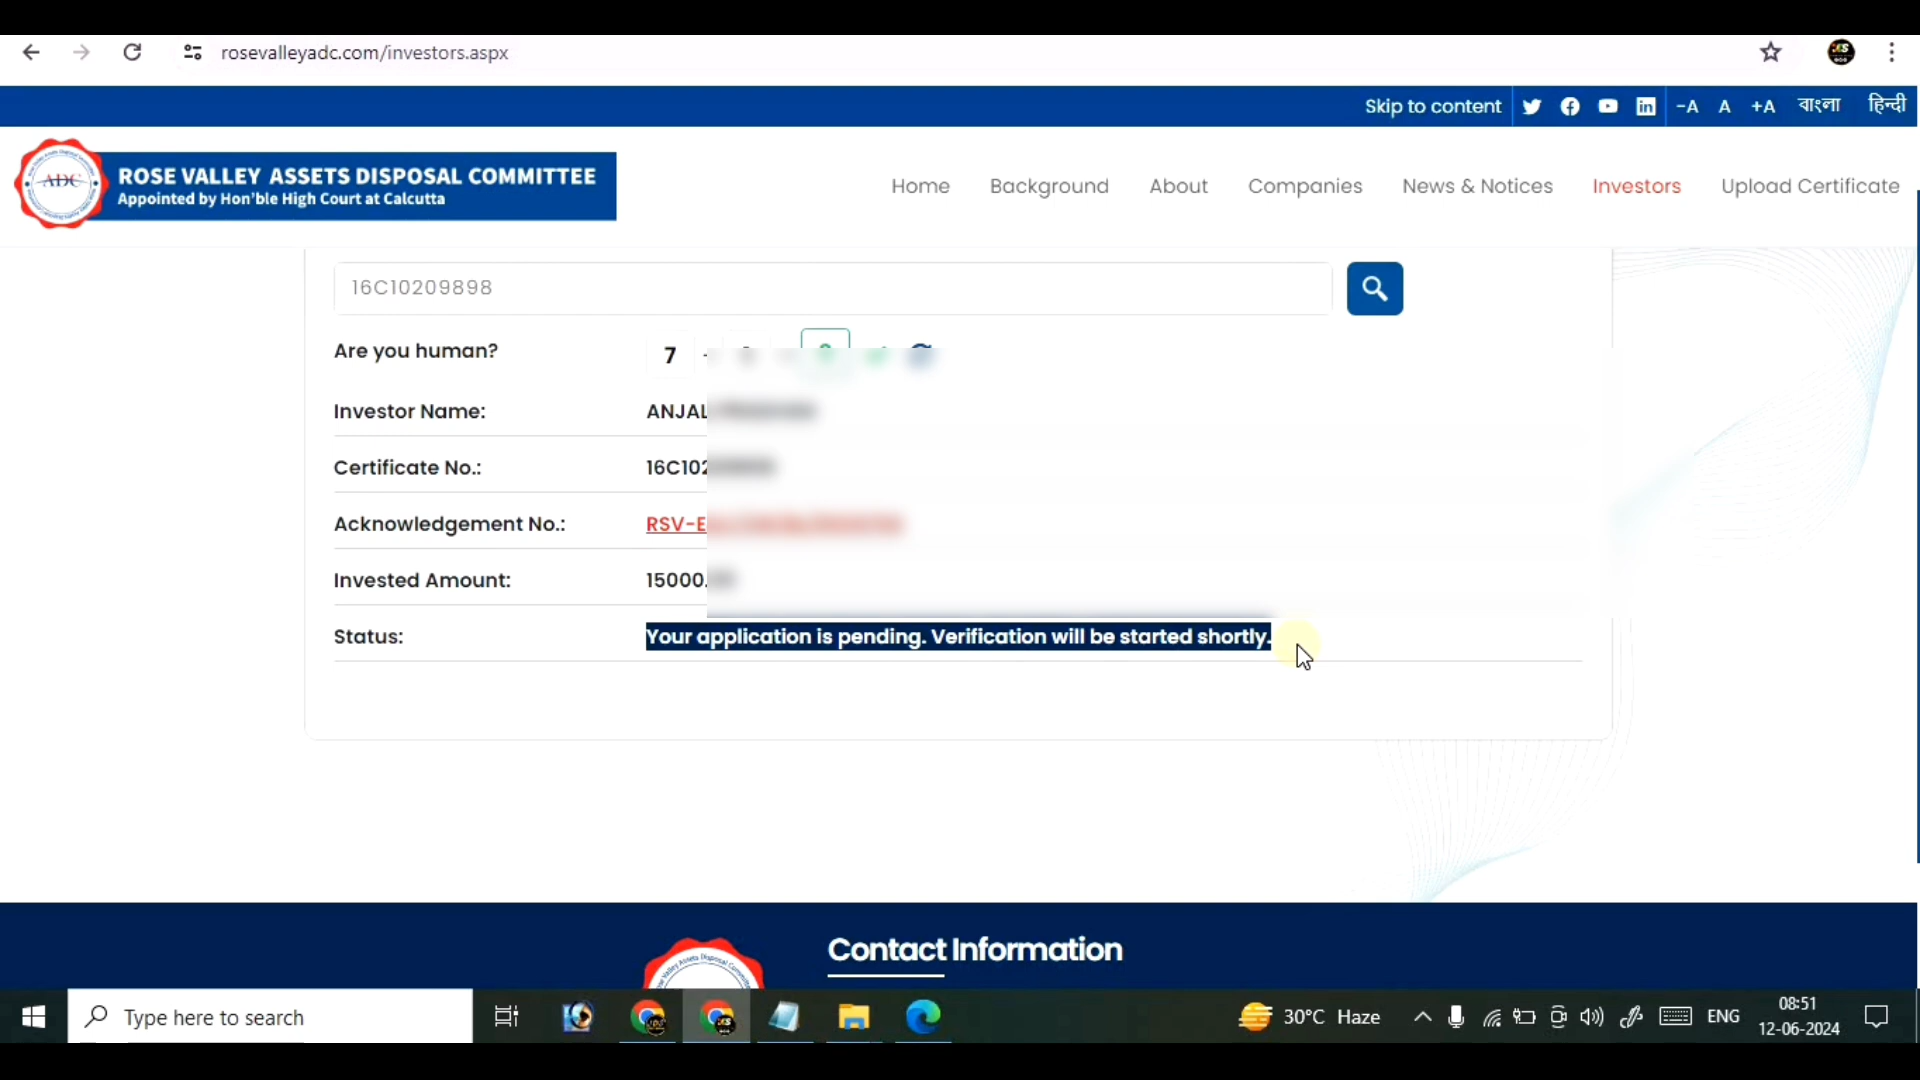 rosevalleyadc.com/investors.aspx
Skip to content -A A +A বাংলা हिन्दी
ADC
ROSE VALLEY ASSETS DISPOSAL COMMITTEE
Appointed by Hon'ble High Court at Calcutta
Home Background About Companies News & Notices Investors Upload Certificate
16C10209898
Are you human? 7
Investor Name: ANJAL
Certificate No.: 16C102
Acknowledgement No.: RSV-E
Invested Amount: 15000.
Status: Your application is pending. Verification will be started shortly.
Contact Information
Type here to search
30°C Haze
ENG
08:51
12-06-2024